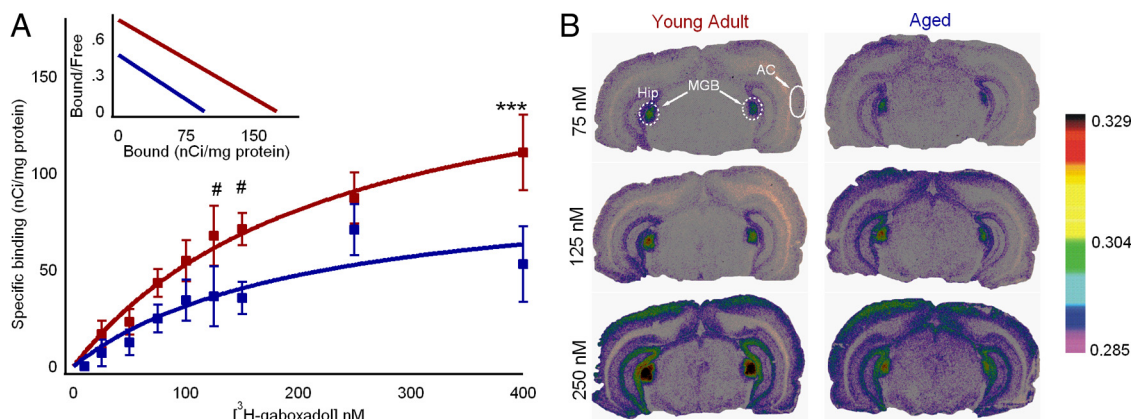 A
Bound/Free
.6
.3
0
0 75 150
Bound (nCi/mg protein)
Specific binding (nCi/mg protein)
150
100
50
0
# #
***
0 100 200 300 400
[³H-gaboxadol] nM
B
Young Adult Aged
75 nM
Hip
MGB
AC
125 nM
250 nM
0.329
0.304
0.285